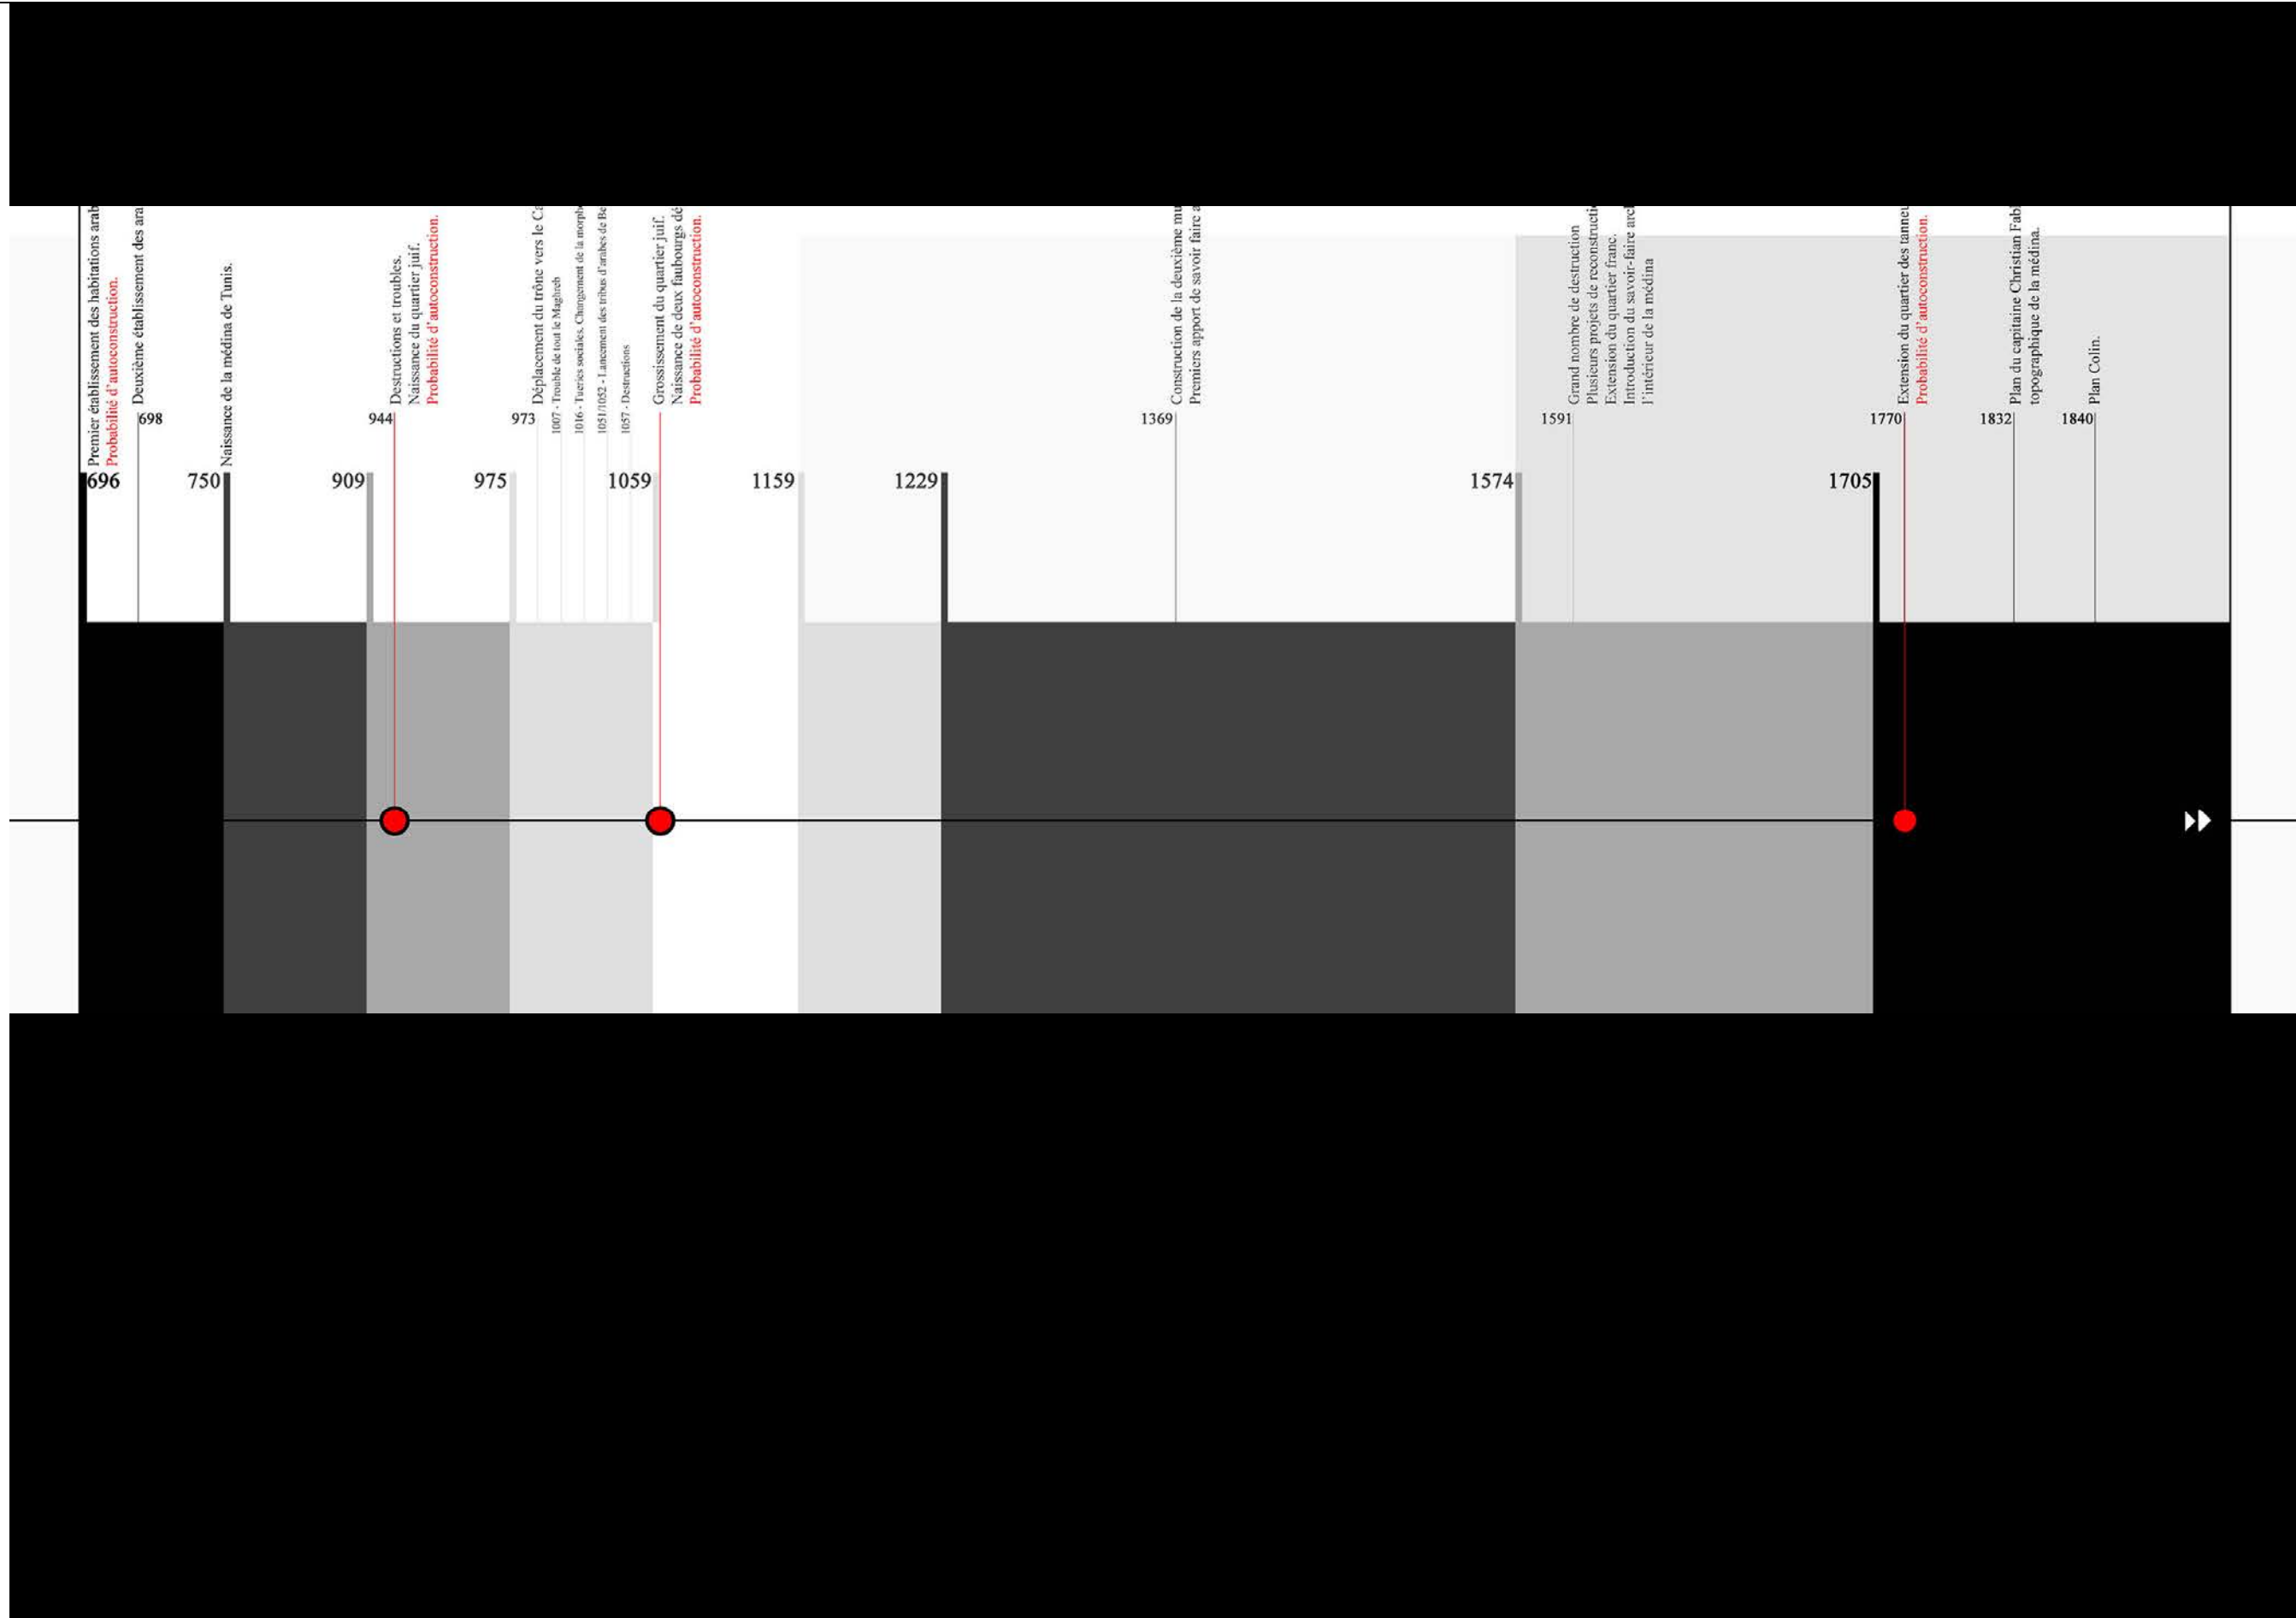 Premier établissement des habitations arab
Probabilité d'autoconstruction.
696
Deuxième établissement des ara
698
Naissance de la médina de Tunis.
750
909
Destructions et troubles.
Naissance du quartier juif.
Probabilité d'autoconstruction.
944
975
Déplacement du trône vers le Ca
973
1007 - Trouble de tout le Maghreb
1016 - Tueries sociales. Changement de la morpho
1051/1052 - Lancement des tribus d'arabes de Be
1057 - Destructions
1059
Grossissement du quartier juif.
Naissance de deux faubourgs dé
Probabilité d'autoconstruction.
1159
1229
Construction de la deuxième mu
Premiers apport de savoir faire a
1369
1574
Grand nombre de destruction
Plusieurs projets de reconstructio
Extension du quartier franc.
Introduction du savoir-faire arcl
l'intérieur de la médina
1591
1705
Extension du quartier des tanneu
Probabilité d'autoconstruction.
1770
Plan du capitaine Christian Fab
topographique de la médina.
1832
Plan Colin.
1840